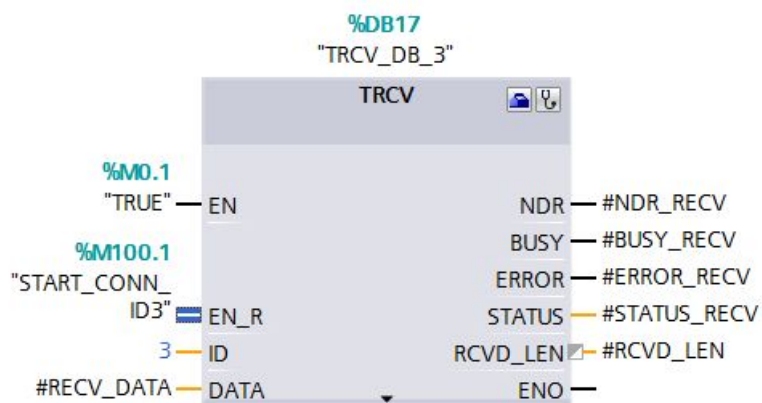 %DB17
"TRCV_DB_3"
TRCV
%M0.1
"TRUE"
EN
NDR
#NDR_RECV
%M100.1
BUSY
#BUSY_RECV
"START_CONN_
ERROR
#ERROR_RECV
ID3"
EN_R
STATUS
#STATUS_RECV
3
ID
RCVD_LEN
#RCVD_LEN
#RECV_DATA
DATA
ENO